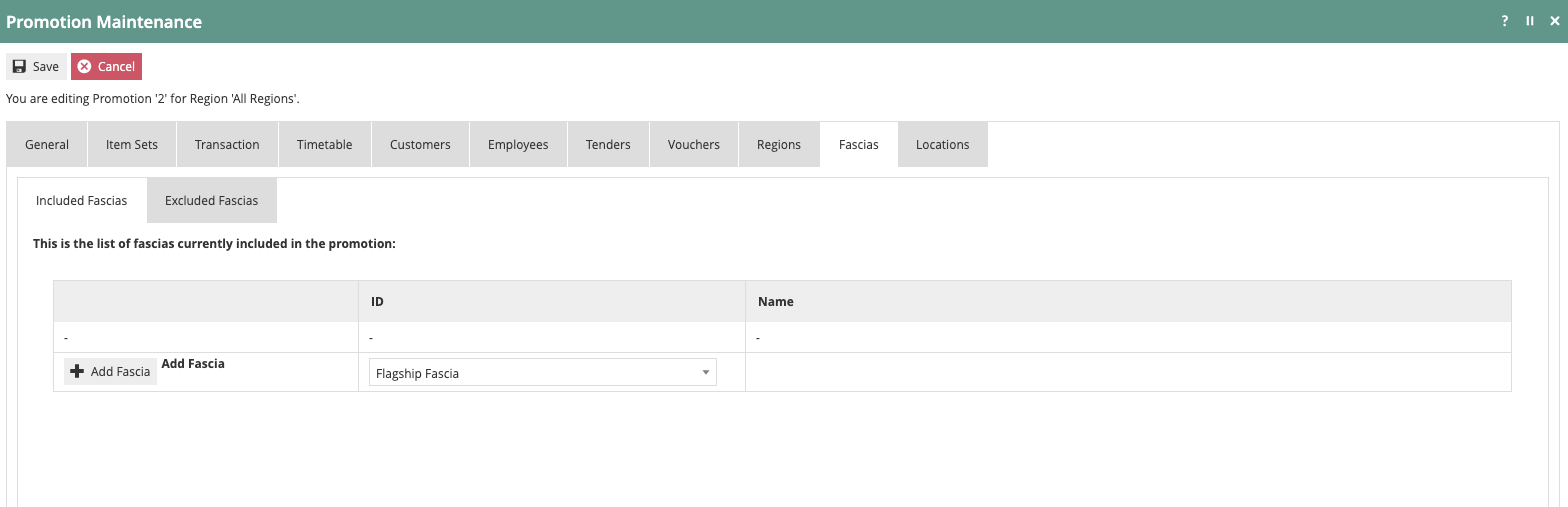 Promotion Maintenance ?
Save Cancel
You are editing Promotion '2' for Region 'All Regions'.
General Item Sets Transaction Timetable Customers Employees Tenders Vouchers Regions Fascias Locations
Included Fascias Excluded Fascias
This is the list of fascias currently included in the promotion:
ID Name
- - -
Add Fascia Add Fascia Flagship Fascia